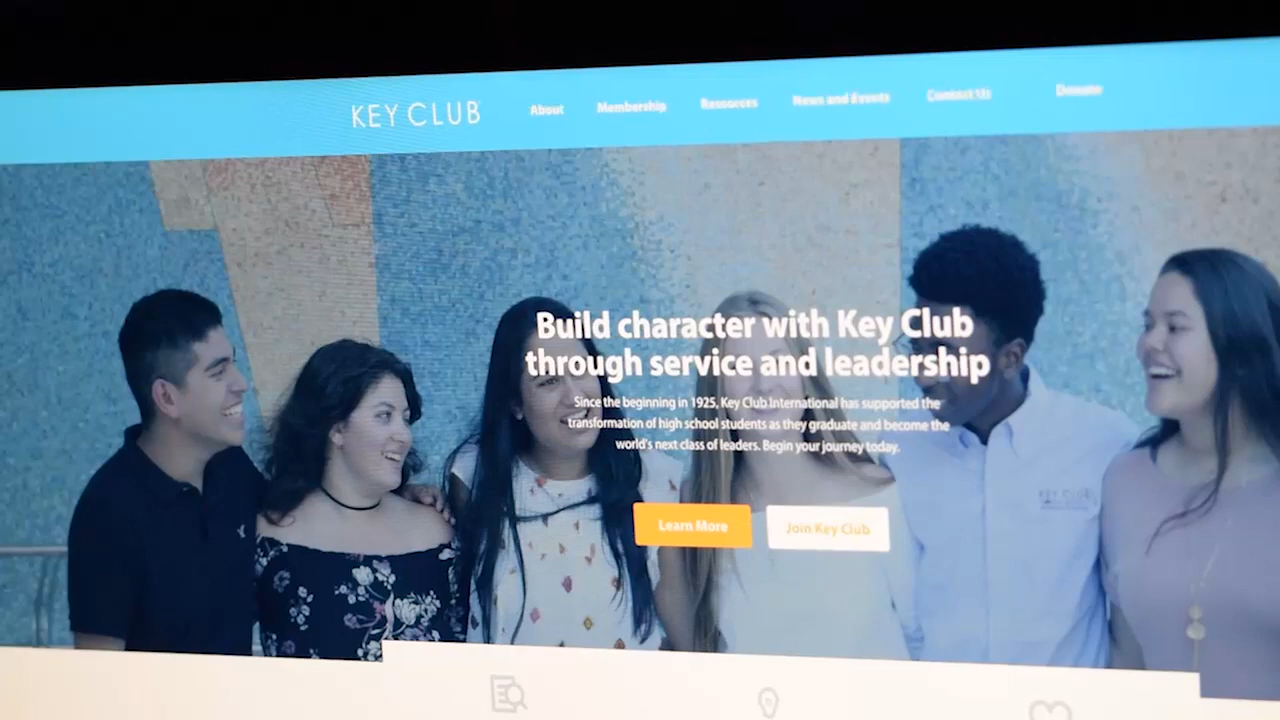 KEY CLUB
About Membership Resources News and Events Contact Us Donate
Build character with Key Club
through service and leadership
Since the beginning in 1925, Key Club International has supported the
transformation of high school students as they graduate and become the
world's next class of leaders. Begin your journey today.
Learn More Join Key Club
KEY CLUB